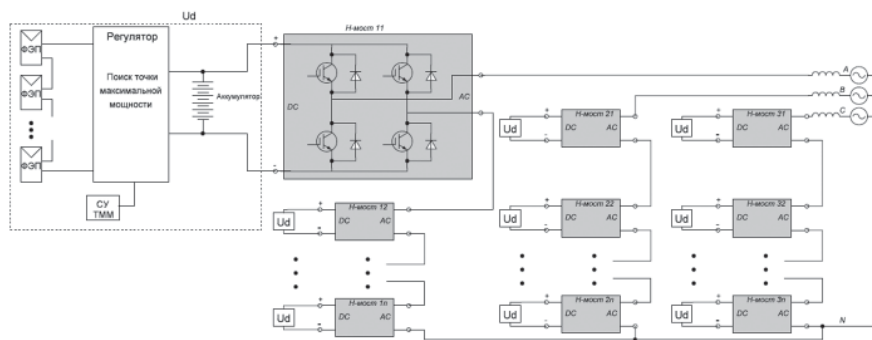 Ud
ФЭП
ФЭП
ФЭП
Регулятор
Поиск точки
максимальной
мощности
Аккумулятор
СУ
ТММ
+
-
Н-мост 11
DC
AC
A
B
C
N
Ud
+
-
Н-мост 12
DC
AC
Ud
+
-
Н-мост 1n
DC
AC
Ud
+
-
Н-мост 21
DC
AC
Ud
+
-
Н-мост 22
DC
AC
Ud
+
-
Н-мост 2n
DC
AC
Ud
+
-
Н-мост 31
DC
AC
Ud
+
-
Н-мост 32
DC
AC
Ud
+
-
Н-мост 3n
DC
AC